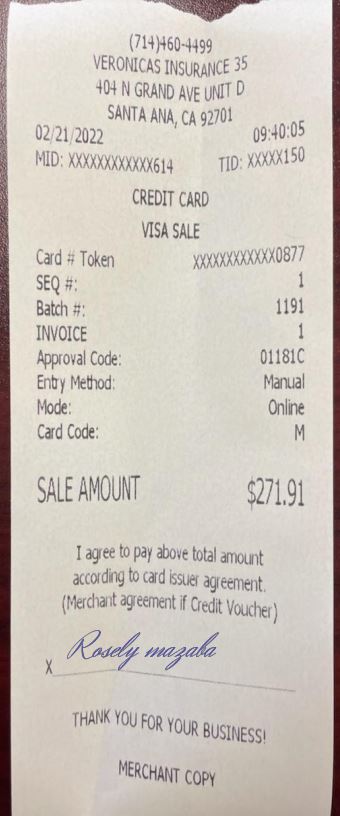 (714)460-4499
VERONICAS INSURANCE 35
404 N GRAND AVE UNIT D
SANTA ANA, CA 92701
02/21/2022 09:40:05
MID: XXXXXXXXXXXX614 TID: XXXXX150
CREDIT CARD
VISA SALE
Card # Token XXXXXXXXXXXX0877
SEQ #: 1
Batch #: 1191
INVOICE 1
Approval Code: 01181C
Entry Method: Manual
Mode: Online
Card Code: M
SALE AMOUNT $271.91
I agree to pay above total amount
according to card issuer agreement.
(Merchant agreement if Credit Voucher)
X Rosely mazaba
THANK YOU FOR YOUR BUSINESS!
MERCHANT COPY